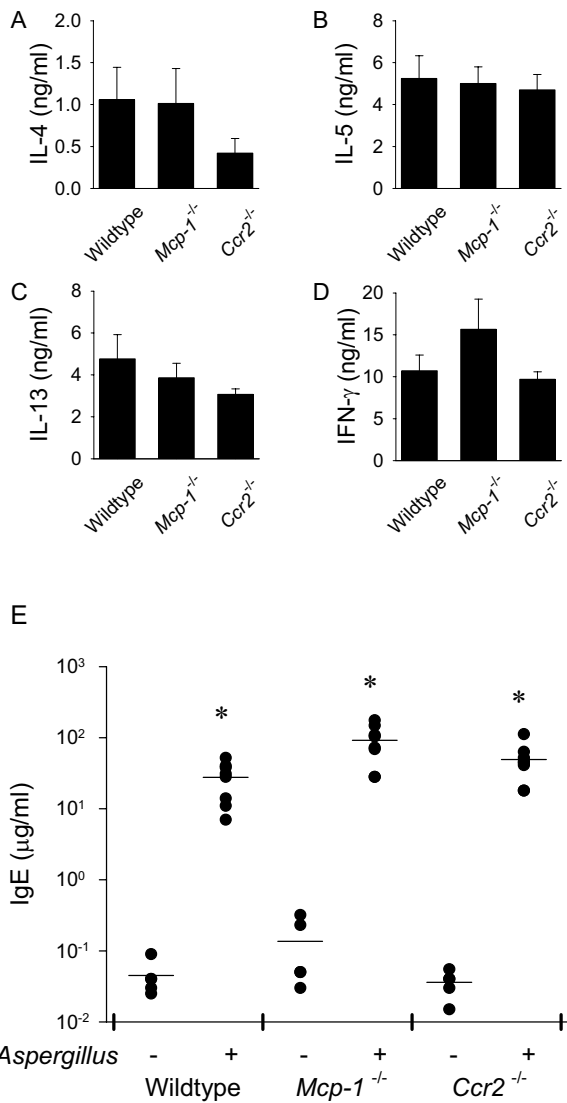 A
IL-4 (ng/ml)
2.0
1.5
1.0
0.5
0.0
Wildtype
Mcp-1-/-
Ccr2-/-
B
IL-5 (ng/ml)
8
6
4
2
0
Wildtype
Mcp-1-/-
Ccr2-/-
C
IL-13 (ng/ml)
8
6
4
2
0
Wildtype
Mcp-1-/-
Ccr2-/-
D
IFN-γ (ng/ml)
20
15
10
5
0
Wildtype
Mcp-1-/-
Ccr2-/-
E
IgE (μg/ml)
10³
10²
10¹
10⁰
10⁻¹
10⁻²
* * *
Aspergillus - + - + - +
Wildtype Mcp-1 -/- Ccr2 -/-